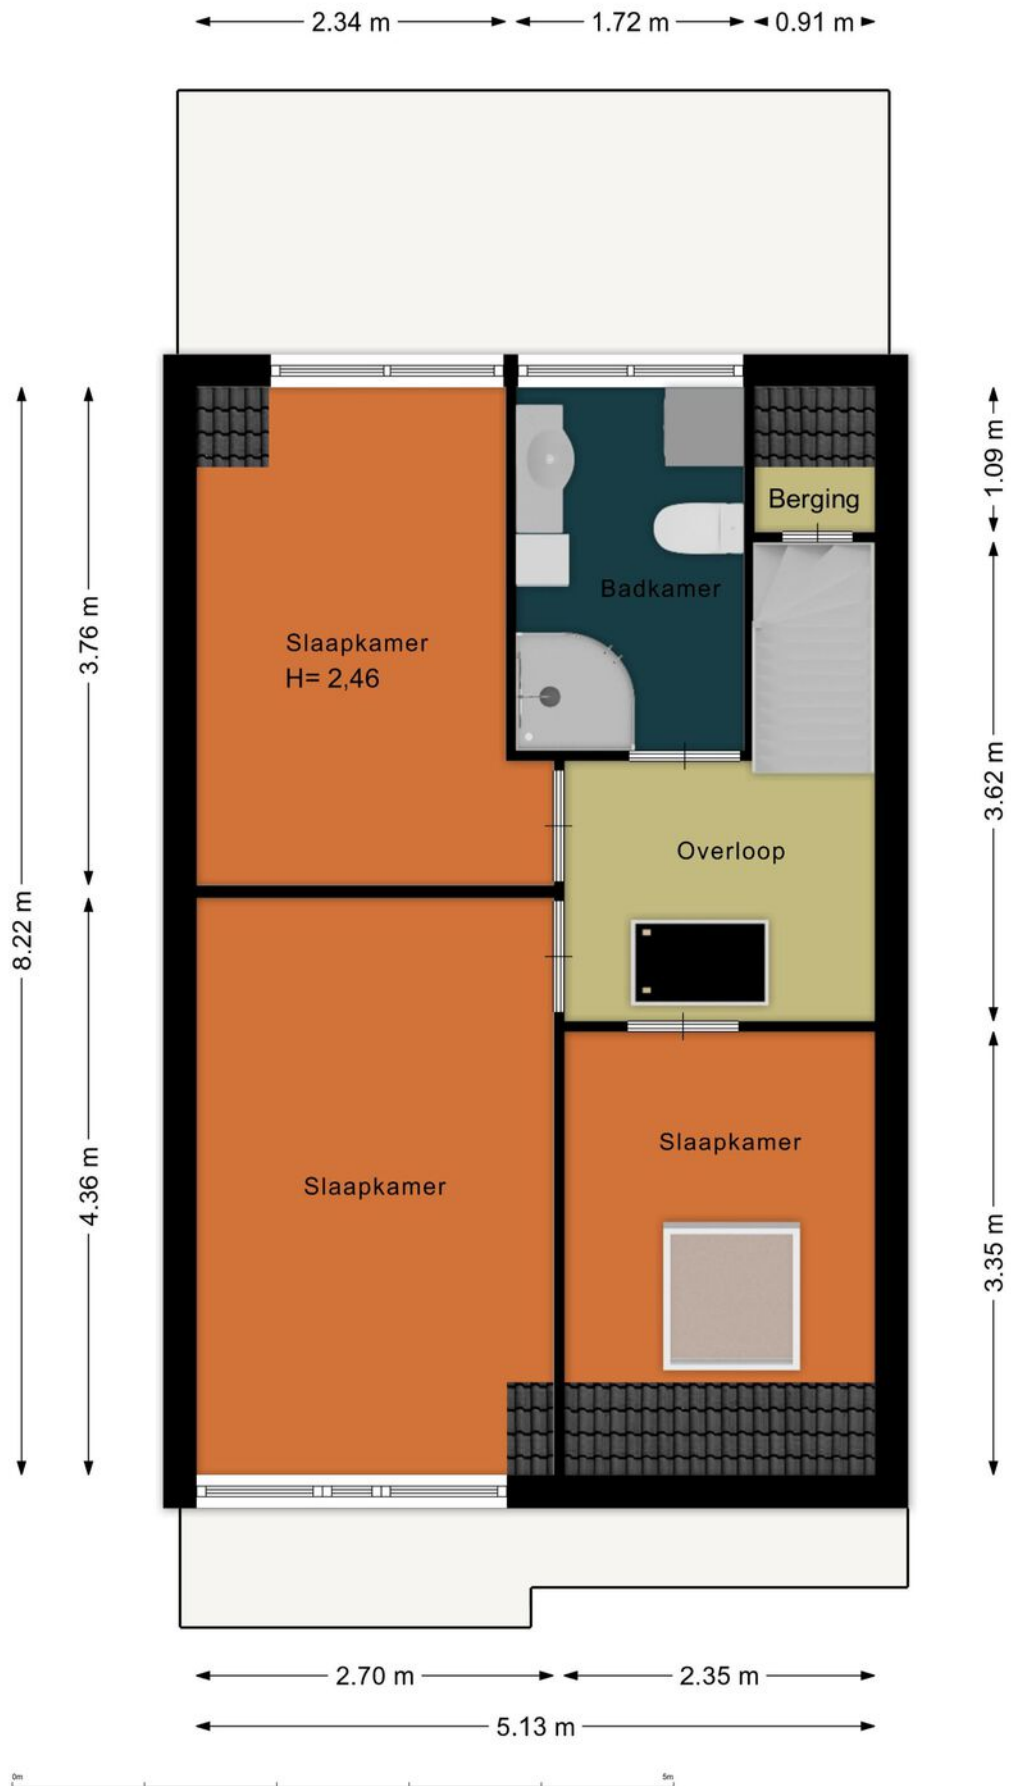 2.34 m
1.72 m
0.91 m
1.09 m
Berging
Badkamer
3.76 m
Slaapkamer
H= 2,46
3.62 m
Overloop
8.22 m
Slaapkamer
4.36 m
Slaapkamer
3.35 m
2.70 m
2.35 m
5.13 m
0m
5m